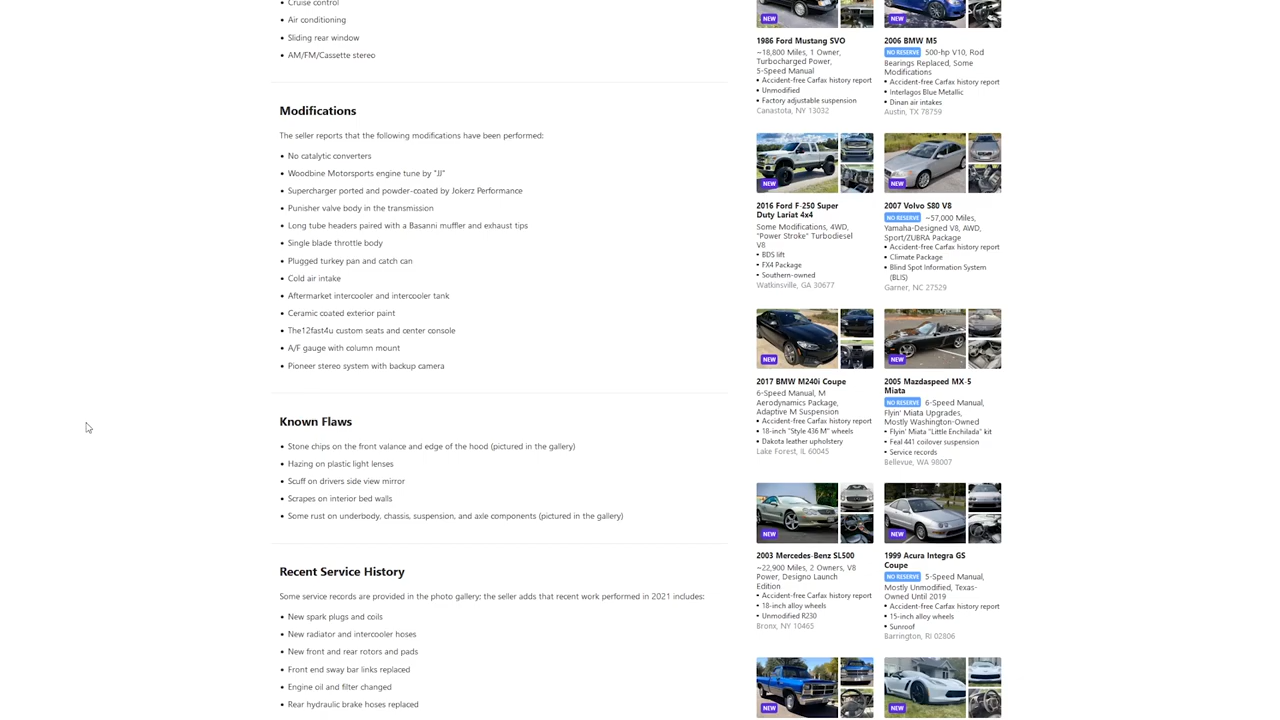 Cruise control
Air conditioning
Sliding rear window
AM/FM/Cassette stereo
Modifications
The seller reports that the following modifications have been performed:
No catalytic converters
Woodbine Motorsports engine tune by "JJ"
Supercharger ported and powder-coated by Jokerz Performance
Punisher valve body in the transmission
Long tube headers paired with a Basanni muffler and exhaust tips
Single blade throttle body
Plugged turkey pan and catch can
Cold air intake
Aftermarket intercooler and intercooler tank
Ceramic coated exterior paint
The12fast4u custom seats and center console
A/F gauge with column mount
Pioneer stereo system with backup camera
Known Flaws
Stone chips on the front valance and edge of the hood (pictured in the gallery)
Hazing on plastic light lenses
Scuff on drivers side view mirror
Scrapes on interior bed walls
Some rust on underbody, chassis, suspension, and axle components (pictured in the gallery)
Recent Service History
Some service records are provided in the photo gallery; the seller adds that recent work performed in 2021 includes:
New spark plugs and coils
New radiator and intercooler hoses
New front and rear rotors and pads
Front end sway bar links replaced
Engine oil and filter changed
Rear hydraulic brake hoses replaced
NEW
1986 Ford Mustang SVO
~18,800 Miles, 1 Owner,
Turbocharged Power,
5-Speed Manual
Accident-free Carfax history report
Unmodified
Factory adjustable suspension
Canastota, NY 13032
NEW
2006 BMW M5
NO RESERVE 500-hp V10, Rod
Bearings Replaced, Some
Modifications
Accident-free Carfax history report
Interlagos Blue Metallic
Dinan air intakes
Austin, TX 78759
NEW
2016 Ford F-250 Super
Duty Lariat 4x4
Some Modifications, 4WD,
"Power Stroke" Turbodiesel
V8
BDS lift
FX4 Package
Southern-owned
Watkinsville, GA 30677
NEW
2007 Volvo S80 V8
NO RESERVE ~57,000 Miles,
Yamaha-Designed V8, AWD,
Sport/ZUBRA Package
Accident-free Carfax history report
Climate Package
Blind Spot Information System
(BLIS)
Garner, NC 27529
NEW
2017 BMW M240i Coupe
6-Speed Manual, M
Aerodynamics Package,
Adaptive M Suspension
Accident-free Carfax history report
18-inch "Style 436 M" wheels
Dakota leather upholstery
Lake Forest, IL 60045
NEW
2005 Mazdaspeed MX-5
Miata
NO RESERVE 6-Speed Manual,
Flyin' Miata Upgrades,
Mostly Washington-Owned
Flyin' Miata "Little Enchilada" kit
Feal 441 coilover suspension
Service records
Bellevue, WA 98007
NEW
2003 Mercedes-Benz SL500
~22,900 Miles, 2 Owners, V8
Power, Designo Launch
Edition
Accident-free Carfax history report
18-inch alloy wheels
Unmodified R230
Bronx, NY 10465
NEW
1999 Acura Integra GS
Coupe
NO RESERVE 5-Speed Manual,
Mostly Unmodified, Texas-
Owned Until 2019
Accident-free Carfax history report
15-inch alloy wheels
Sunroof
Barrington, RI 02806
NEW
NEW